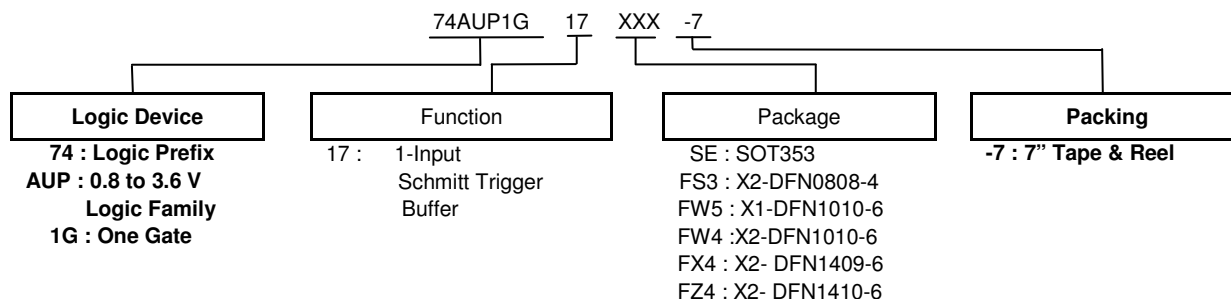 74AUP1G 17 XXX -7
Logic Device
74 : Logic Prefix
AUP : 0.8 to 3.6 V
Logic Family
1G : One Gate
Function
17 : 1-Input
Schmitt Trigger
Buffer
Package
SE : SOT353
FS3 : X2-DFN0808-4
FW5 : X1-DFN1010-6
FW4 :X2-DFN1010-6
FX4 : X2- DFN1409-6
FZ4 : X2- DFN1410-6
Packing
-7 : 7” Tape & Reel